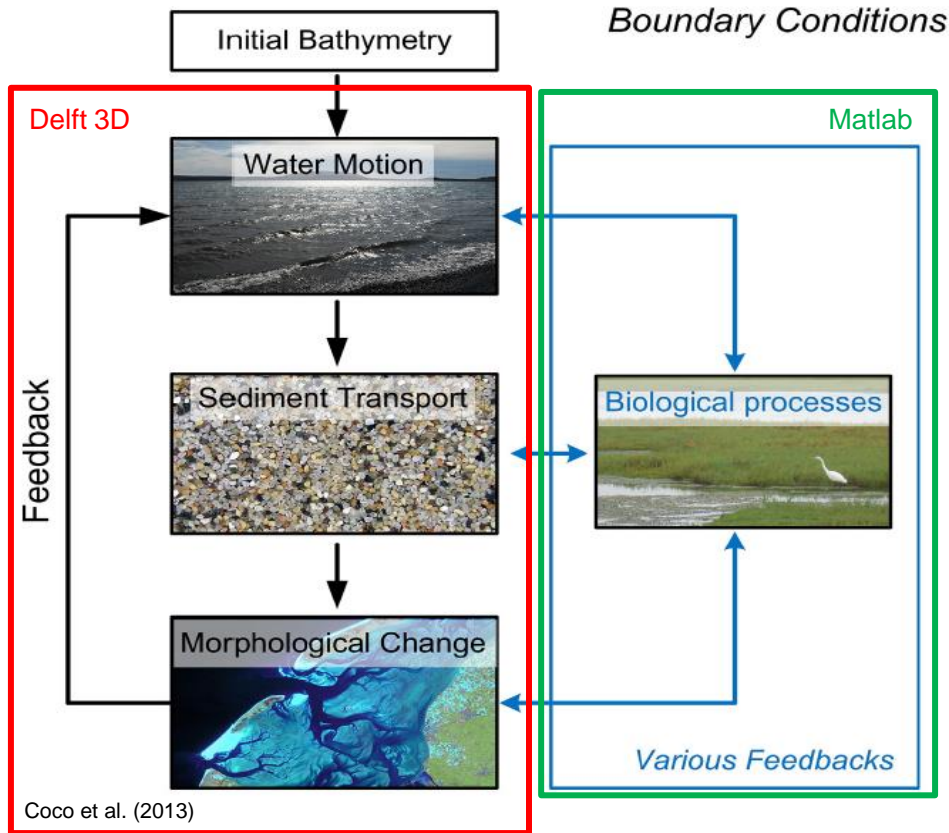 Initial Bathymetry
Boundary Conditions
Delft 3D
Matlab
Water Motion
Feedback
Sediment Transport
Biological processes
Morphological Change
Various Feedbacks
Coco et al. (2013)